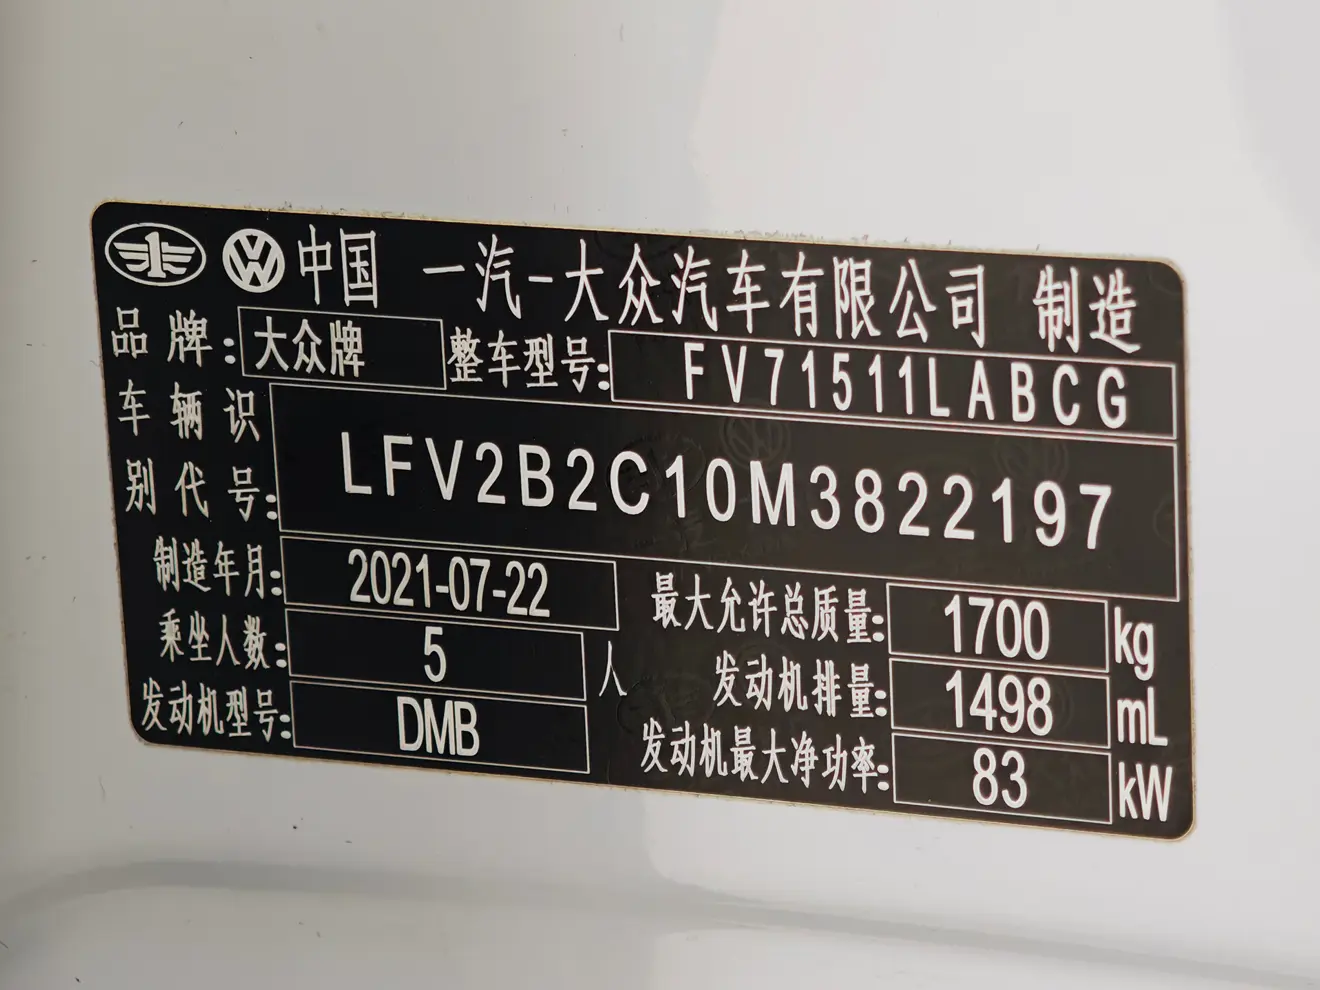 中国 一汽-大众汽车有限公司 制造
品牌: 大众牌 整车型号: FV71511LABCG
车辆识别代号: LFV2B2C10M3822197
制造年月: 2021-07-22 最大允许总质量: 1700 kg
乘坐人数: 5 人 发动机排量: 1498 mL
发动机型号: DMB 发动机最大净功率: 83 kW